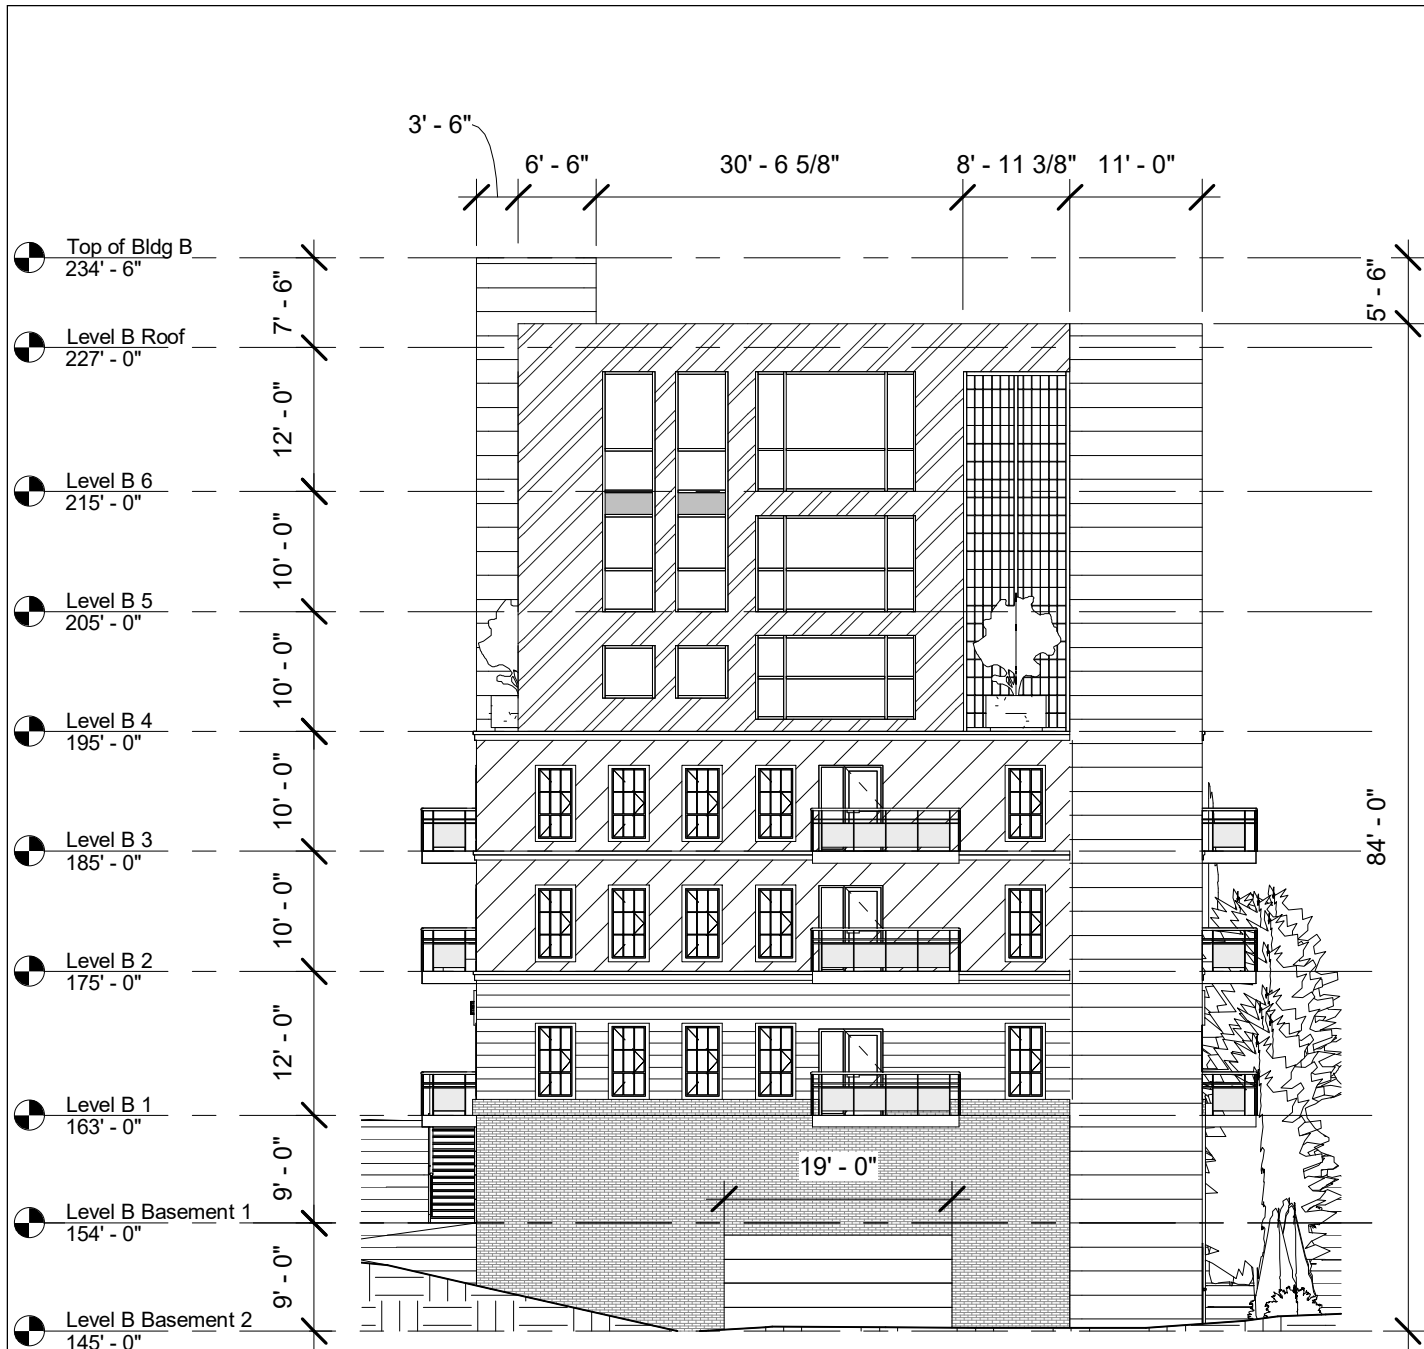 3' - 6"
6' - 6"
30' - 6 5/8"
8' - 11 3/8"
11' - 0"
Top of Bldg B
234' - 6"
7' - 6"
5' - 6"
Level B Roof
227' - 0"
12' - 0"
Level B 6
215' - 0"
10' - 0"
Level B 5
205' - 0"
10' - 0"
Level B 4
195' - 0"
10' - 0"
84' - 0"
Level B 3
185' - 0"
10' - 0"
Level B 2
175' - 0"
12' - 0"
Level B 1
163' - 0"
9' - 0"
19' - 0"
Level B Basement 1
154' - 0"
9' - 0"
Level B Basement 2
145' - 0"